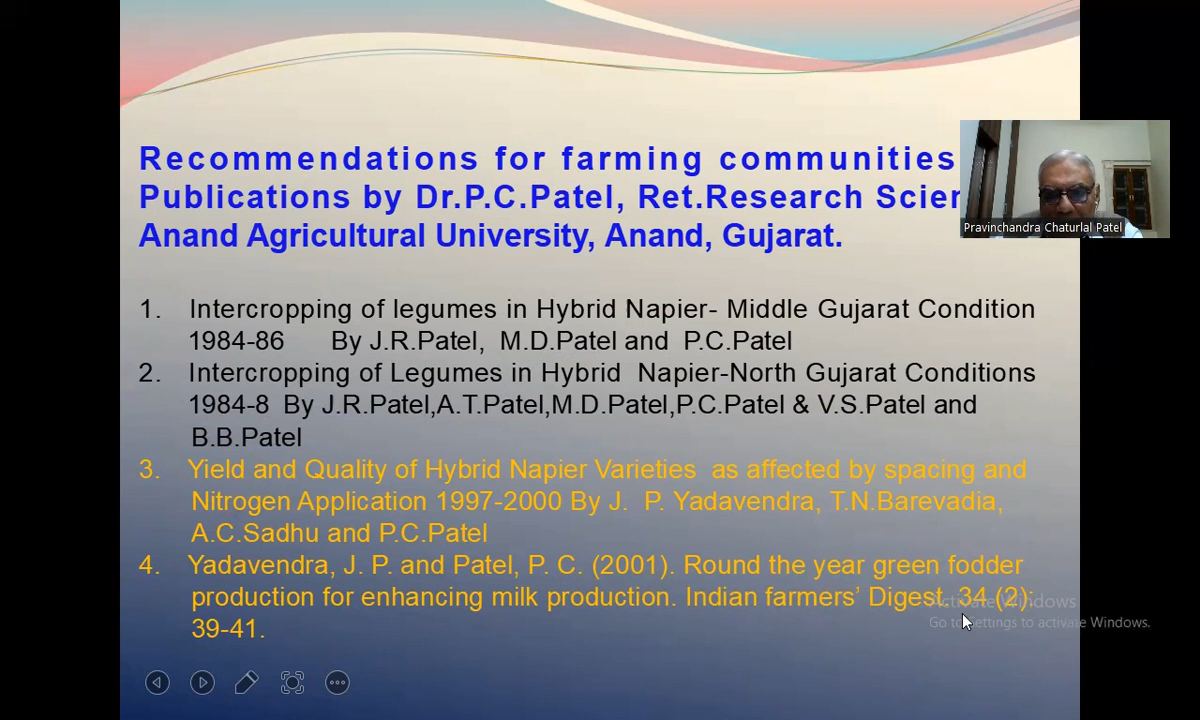 Recommendations for farming communities
Publications by Dr.P.C.Patel, Ret.Research
Anand Agricultural University, Anand, Gujarat.
Pravinchandra Chaturlal Patel
1. Intercropping of legumes in Hybrid Napier- Middle Gujarat Condition
1984-86 By J.R.Patel, M.D.Patel and P.C.Patel
2. Intercropping of Legumes in Hybrid Napier-North Gujarat Conditions
1984-8 By J.R.Patel,A.T.Patel,M.D.Patel,P.C.Patel & V.S.Patel and
B.B.Patel
3. Yield and Quality of Hybrid Napier Varieties as affected by spacing and
Nitrogen Application 1997-2000 By J. P. Yadavendra, T.N.Barevadia,
A.C.Sadhu and P.C.Patel
4. Yadavendra, J. P. and Patel, P. C. (2001). Round the year green fodder
production for enhancing milk production. Indian farmers’ Digest. 34 (2):
39-41.
Activate Windows
Go to Settings to activate Windows.